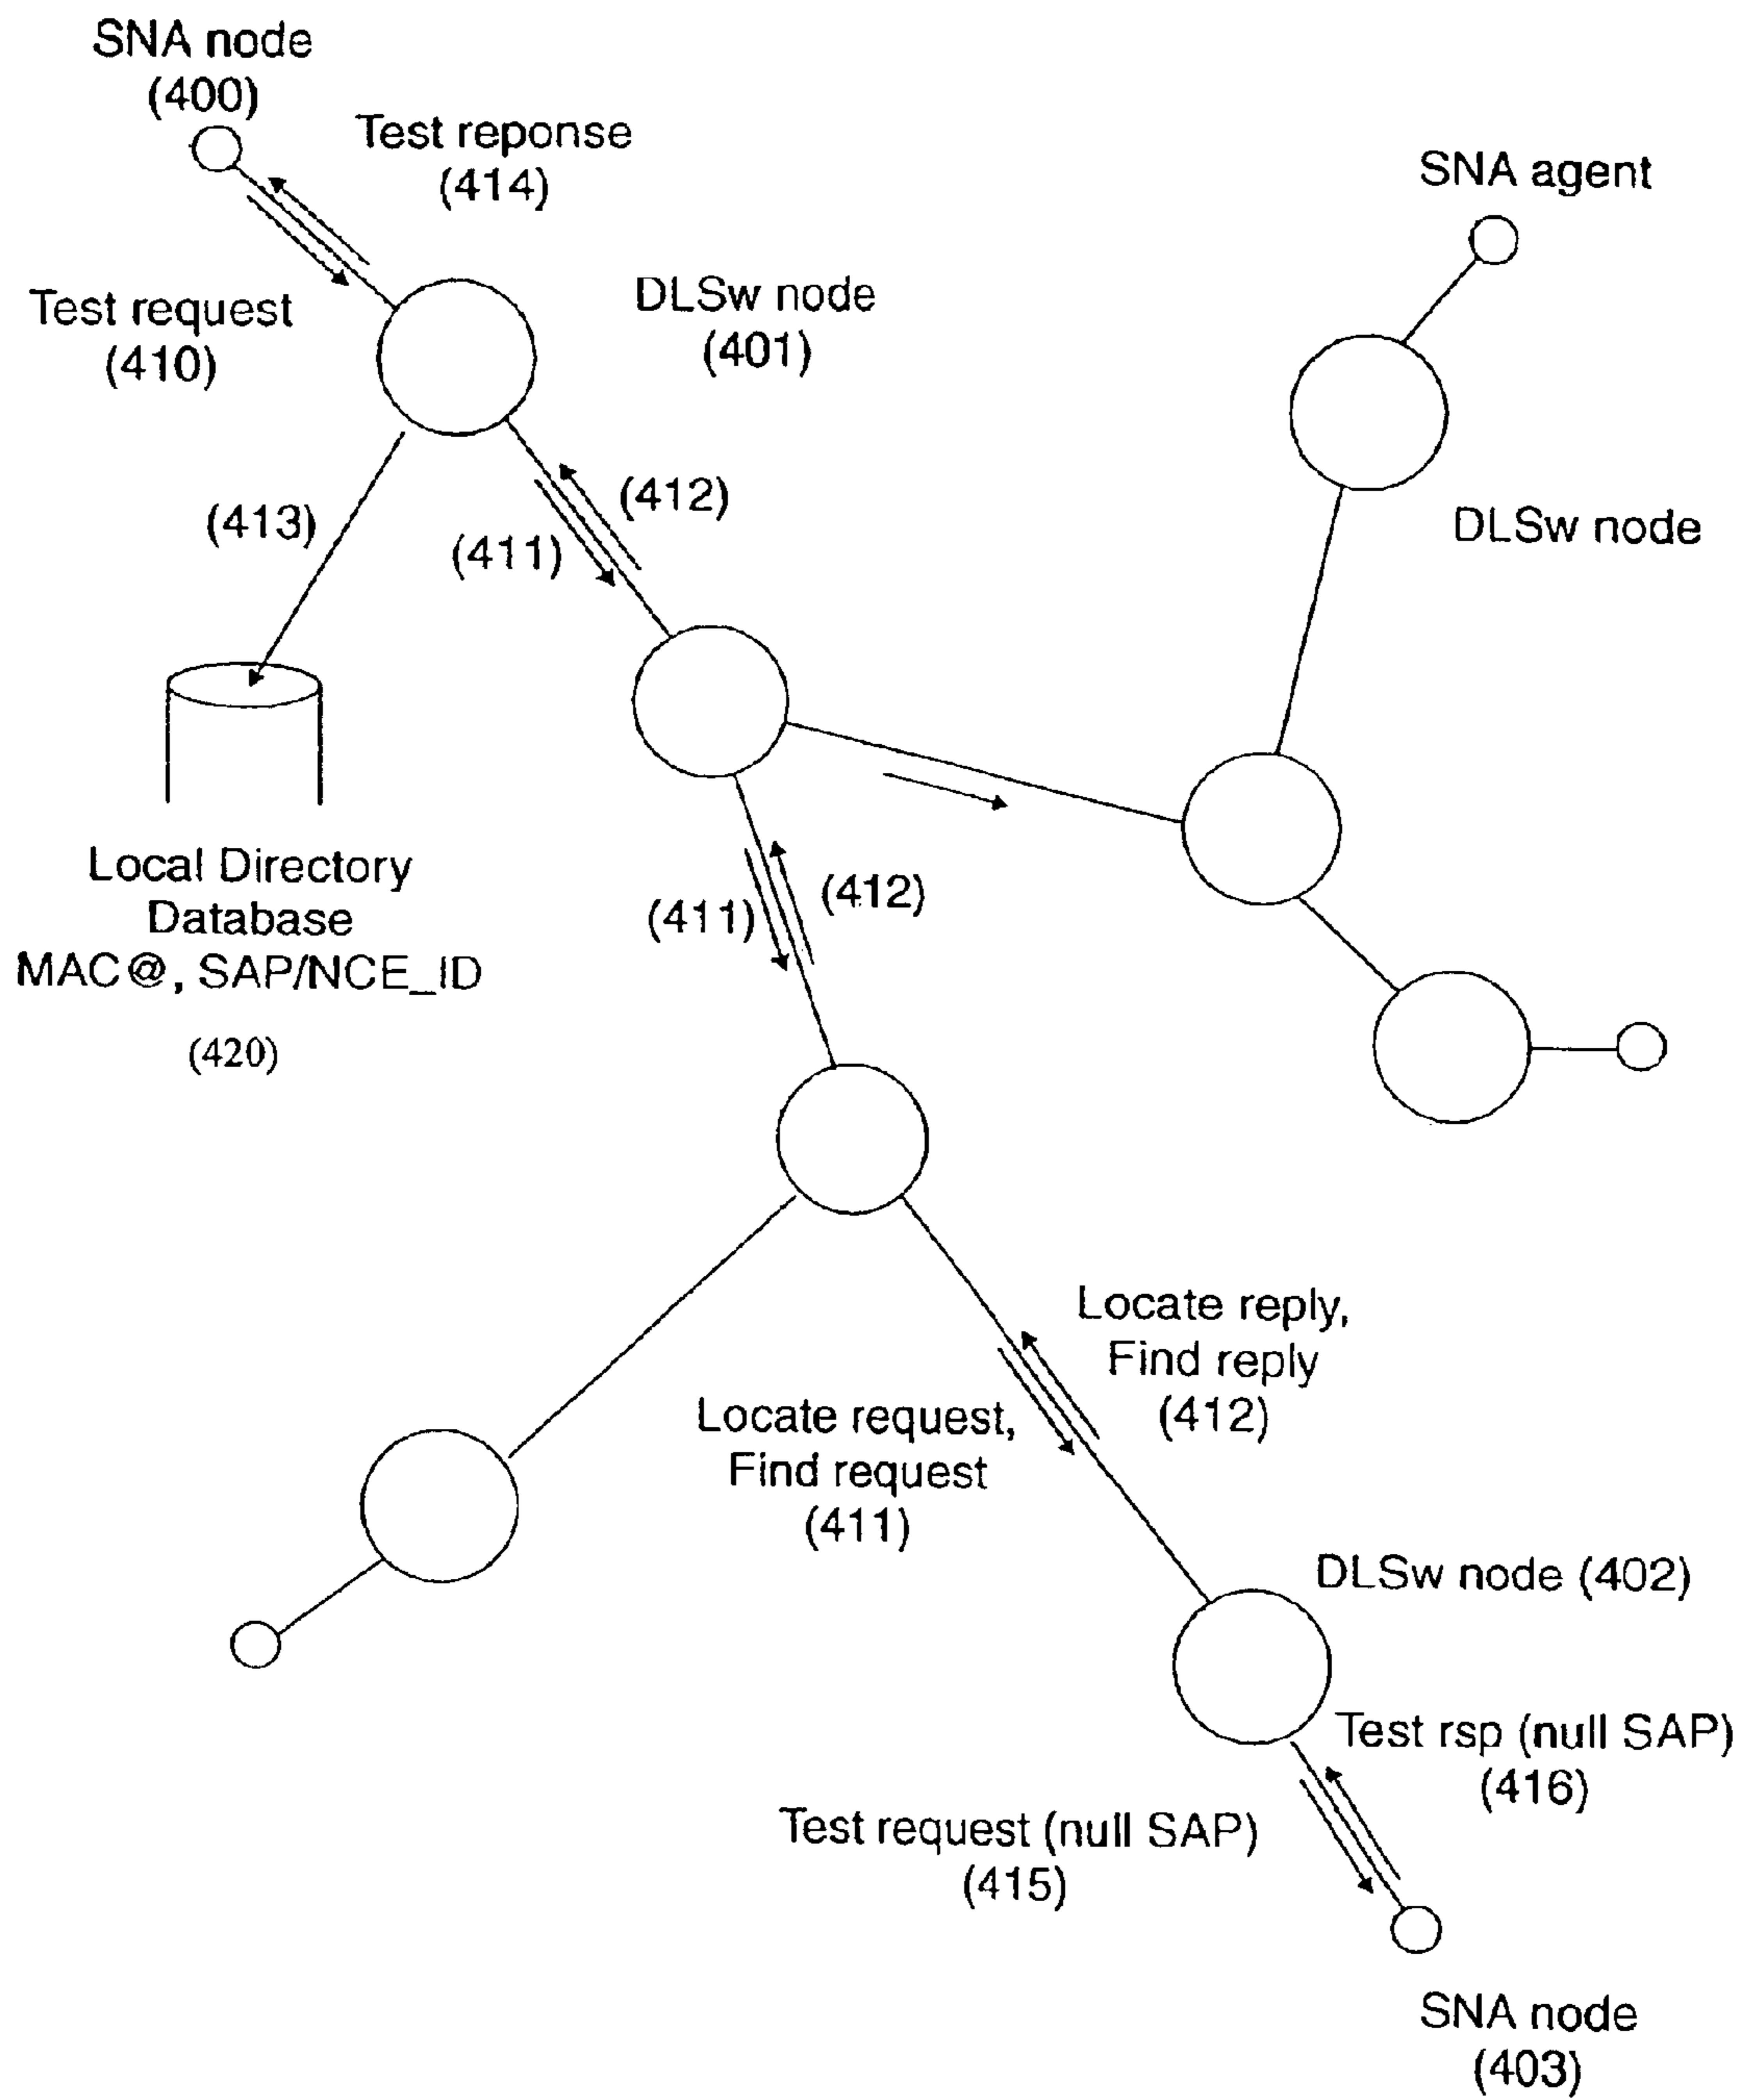 SNA node
(400)
Test reponse
(414)
SNA agent
Test request
(410)
DLSw node
(401)
(413)
(412)
(411)
DLSw node
Local Directory
Database
MAC@, SAP/NCE_ID
(420)
(411)
(412)
Locate reply,
Find reply
(412)
Locate request,
Find request
(411)
DLSw node (402)
Test rsp (null SAP)
(416)
Test request (null SAP)
(415)
SNA node
(403)